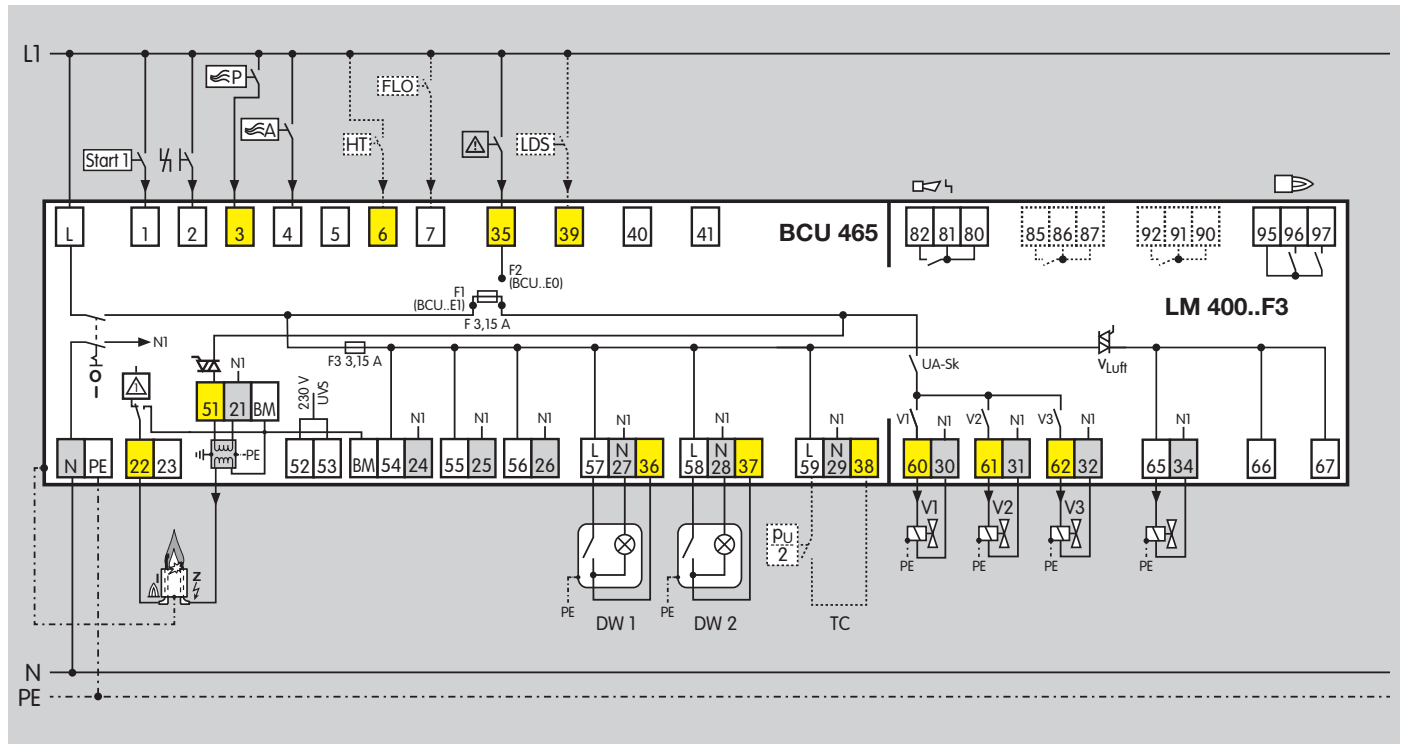 L1
P
FLO
A
HT
LDS
Start 1
L 1 2 3 4 5 6 7 35 39 40 41 BCU 465 82 81 80 85 86 87 92 91 90 95 96 97
F2
(BCU..E0)
F1
(BCU..E1)
F 3,15 A
LM 400..F3
N1
F3 3,15 A
UA-Sk
VLuft
O
I
N1
230 V
UVS
51 21 BM
V1 N1 V2 N1 V3 N1
N1 N1 N1 N1 N1 N1 N1
PE
N PE 22 23 52 53 BM 54 24 55 25 56 26 L 57 N 27 36 L 58 N 28 37 L 59 N 29 38 60 30 61 31 62 32 65 34 66 67
V1 V2 V3
pU
2
PE PE PE PE
I Z
PE DW 1 PE DW 2 TC
N
PE